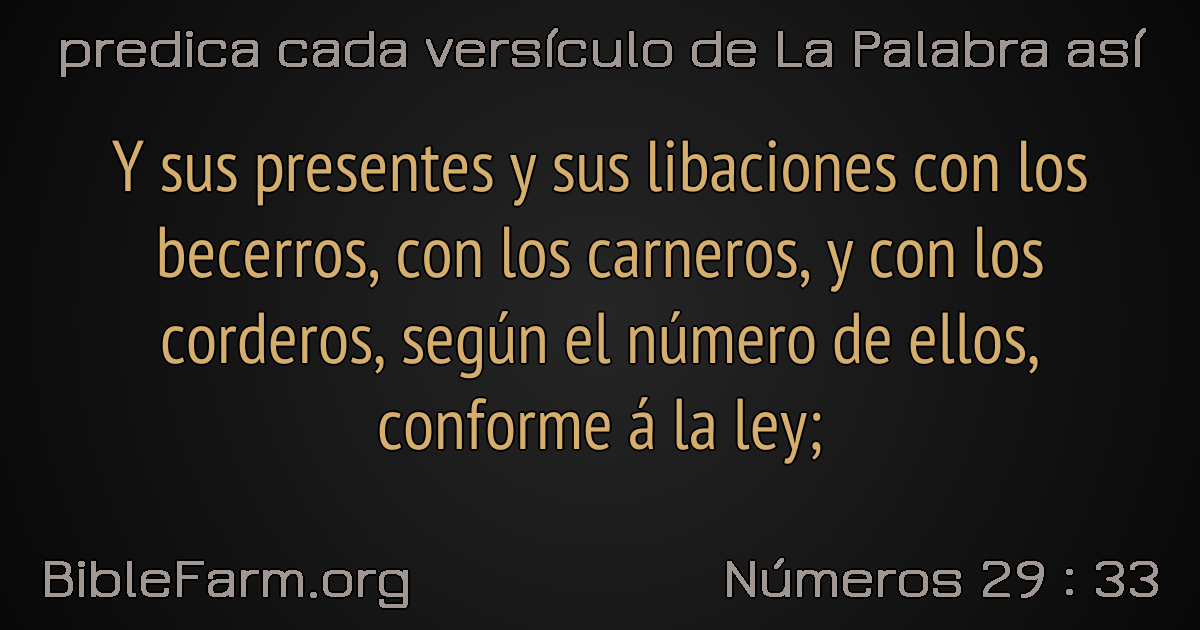 predica cada versículo de La Palabra así
Y sus presentes y sus libaciones con los
becerros, con los carneros, y con los
corderos, según el número de ellos,
conforme á la ley;
BibleFarm.org
Números 29 : 33